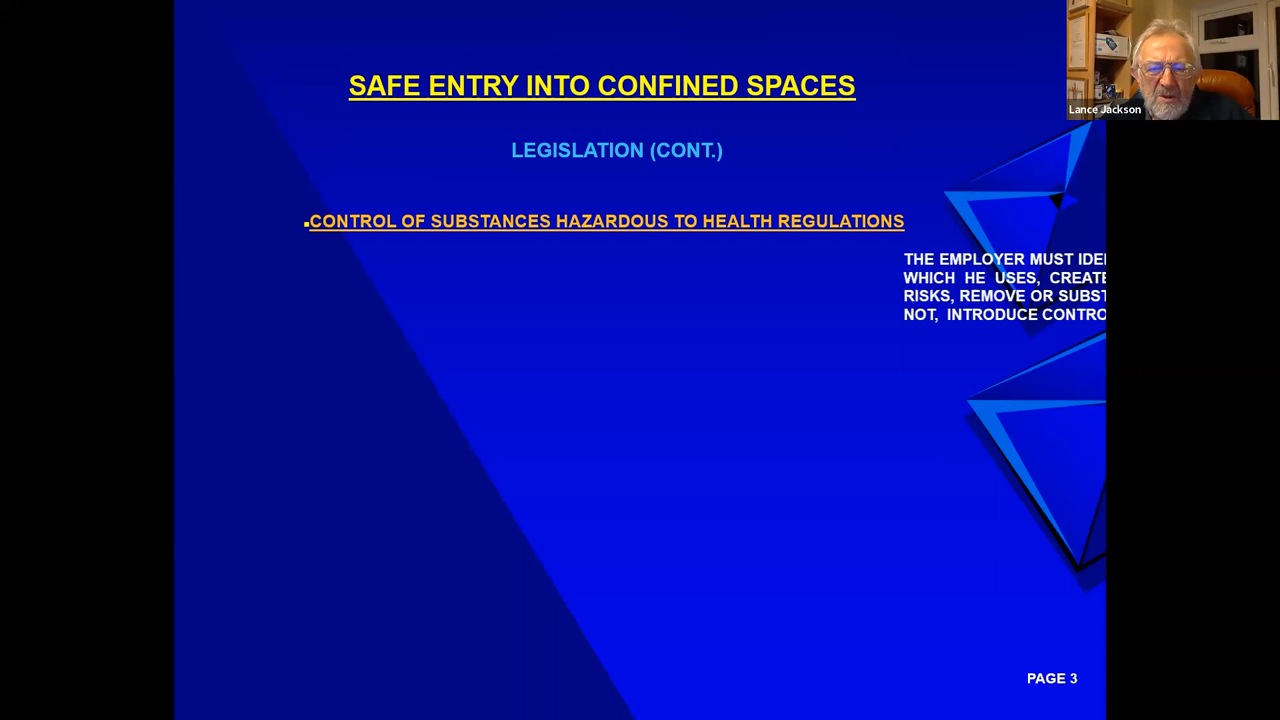 SAFE ENTRY INTO CONFINED SPACES
LEGISLATION (CONT.)
▪CONTROL OF SUBSTANCES HAZARDOUS TO HEALTH REGULATIONS
THE EMPLOYER MUST
WHICH HE USES,
RISKS, REMOVE OR
NOT, INTRODUCE
PAGE 3
Lance Jackson